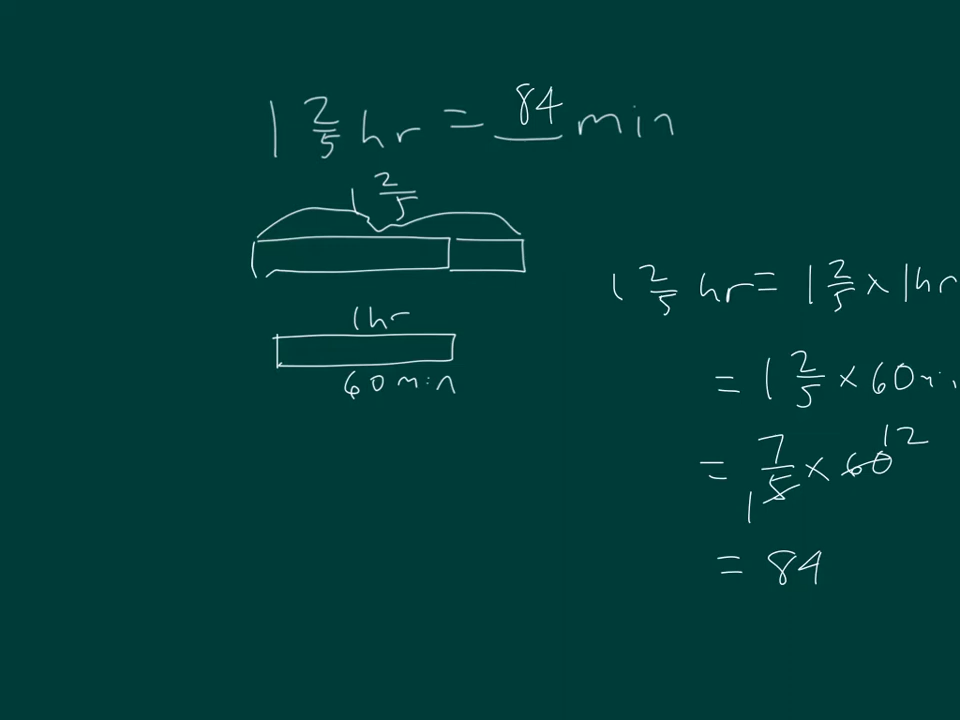 1 2/5 hr = 84 min
1 2/5
1hr
60 min
1 2/5 hr = 1 2/5 × 1hr
= 1 2/5 × 60 mi
= 7/5 × 60 12
1
= 84